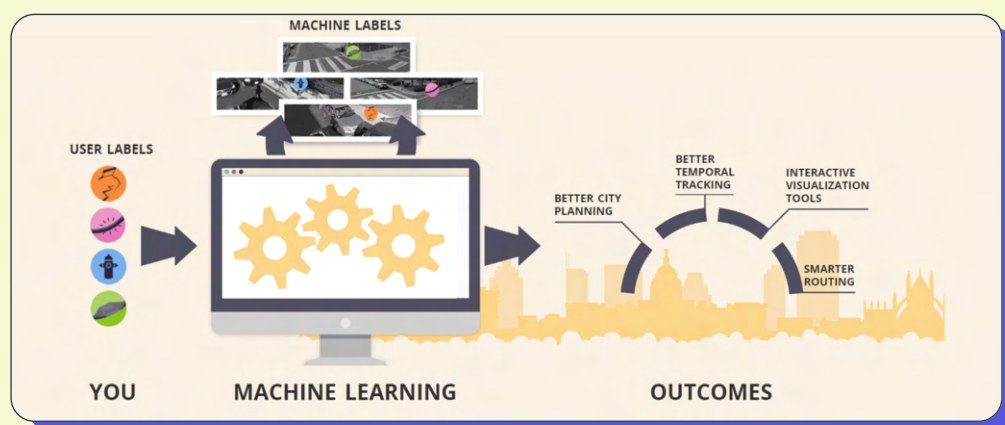 MACHINE LABELS
USER LABELS
BETTER CITY
PLANNING
BETTER
TEMPORAL
TRACKING
INTERACTIVE
VISUALIZATION
TOOLS
SMARTER
ROUTING
YOU
MACHINE LEARNING
OUTCOMES